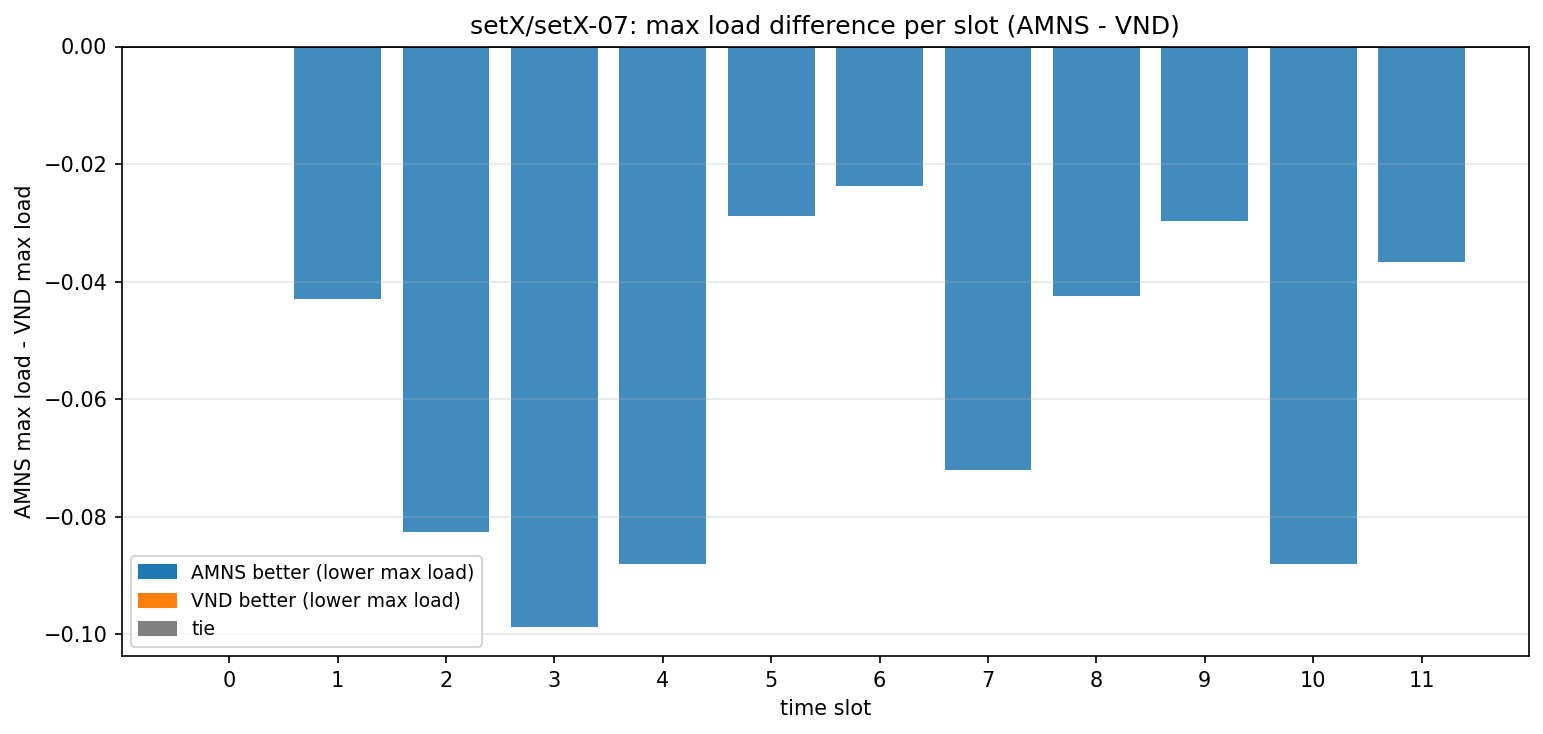 setX/setX-07: max load difference per slot (AMNS - VND)
AMNS max load - VND max load
0.00
−0.02
−0.04
−0.06
−0.08
−0.10
AMNS better (lower max load)
VND better (lower max load)
tie
0 1 2 3 4 5 6 7 8 9 10 11
time slot